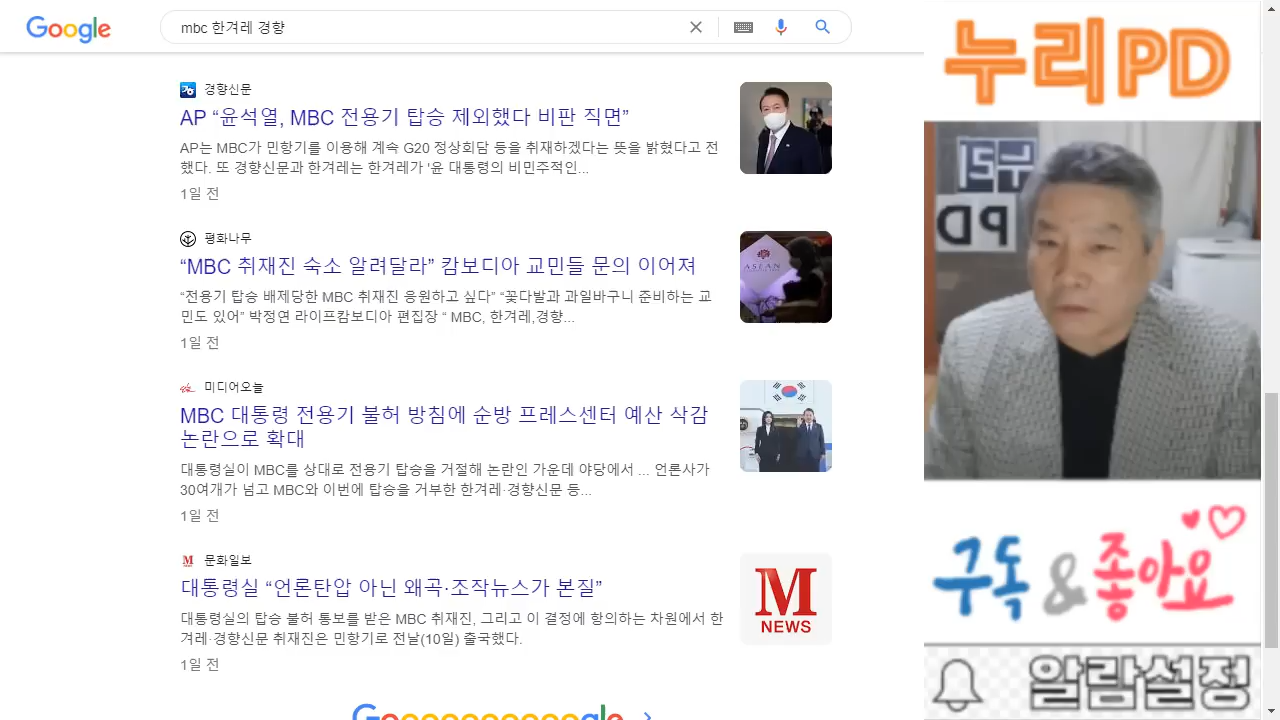 Google
mbc 한겨레 경향
경향신문
AP “윤석열, MBC 전용기 탑승 제외했다 비판 직면”
AP는 MBC가 민항기를 이용해 계속 G20 정상회담 등을 취재하겠다는 뜻을 밝혔다고 전
했다. 또 경향신문과 한겨레는 한겨레가 '윤 대통령의 비민주적인...
1일 전
평화나무
“MBC 취재진 숙소 알려달라” 캄보디아 교민들 문의 이어져
“전용기 탑승 배제당한 MBC 취재진 응원하고 싶다” “꽃다발과 과일바구니 준비하는 교
민도 있어” 박정연 라이프캄보디아 편집장 “ MBC, 한겨레,경향...
1일 전
ASEAN
미디어오늘
MBC 대통령 전용기 불허 방침에 순방 프레스센터 예산 삭감
논란으로 확대
대통령실이 MBC를 상대로 전용기 탑승을 거절해 논란인 가운데 야당에서 ... 언론사가
30여개가 넘고 MBC와 이번에 탑승을 거부한 한겨레·경향신문 등...
1일 전
M 문화일보
대통령실 “언론탄압 아닌 왜곡·조작뉴스가 본질”
대통령실의 탑승 불허 통보를 받은 MBC 취재진, 그리고 이 결정에 항의하는 차원에서 한
겨레·경향신문 취재진은 민항기로 전날(10일) 출국했다.
1일 전
M
NEWS
누리PD
누리
PD
구독 & 좋아요
알람설정